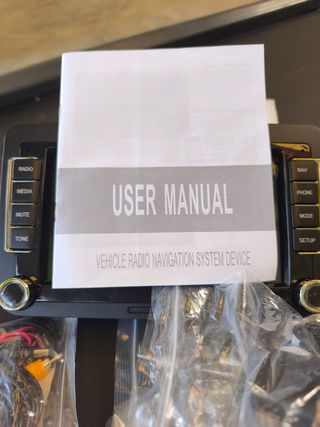 USER MANUAL
VEHICLE RADIO NAVIGATION SYSTEM DEVICE
RADIO
MEDIA
MUTE
TONE
NAV
PHONE
MODE
SETUP